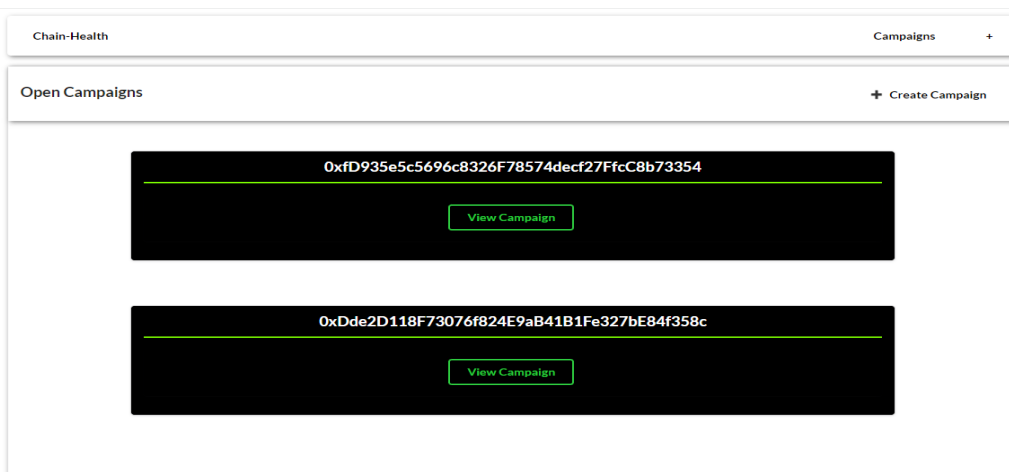 Chain-Health Campaigns +
Open Campaigns + Create Campaign
0xfD935e5c5696c8326F78574decf27FfcC8b73354
View Campaign
0xDde2D118F73076f824E9aB41B1Fe327bE84f358c
View Campaign